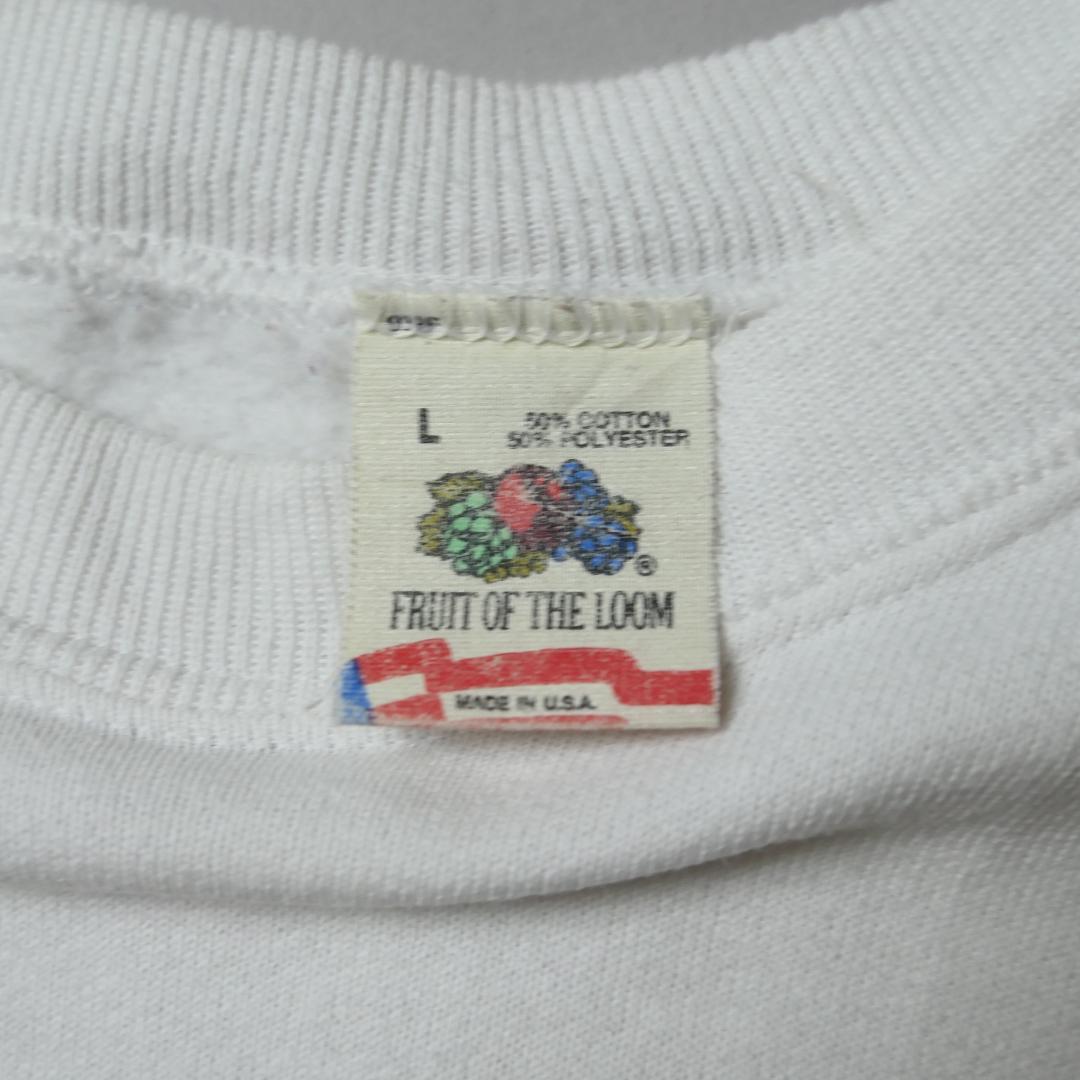 L
50% COTTON
50% POLYESTER
®
FRUIT OF THE LOOM
MADE IN U.S.A.